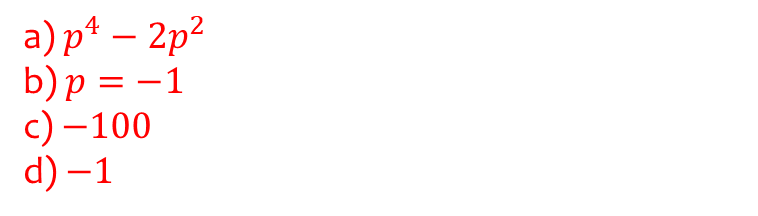 a) p⁴ − 2p²
b) p = −1
c) −100
d) −1